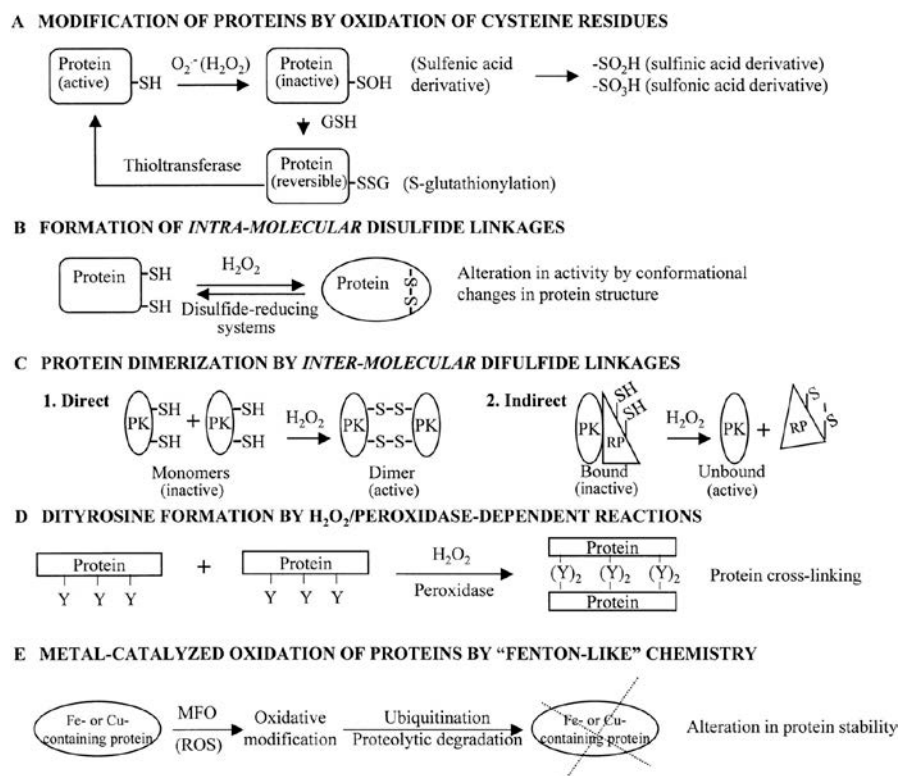 A MODIFICATION OF PROTEINS BY OXIDATION OF CYSTEINE RESIDUES
Protein
(active)
-SH
O₂·⁻(H₂O₂)
Protein
(inactive)
-SOH
(Sulfenic acid
derivative)
-SO₂H (sulfinic acid derivative)
-SO₃H (sulfonic acid derivative)
GSH
Thioltransferase
Protein
(reversible)
-SSG
(S-glutathionylation)
B FORMATION OF INTRA-MOLECULAR DISULFIDE LINKAGES
Protein
-SH
-SH
H₂O₂
Disulfide-reducing
systems
Protein
-S-S-
Alteration in activity by conformational
changes in protein structure
C PROTEIN DIMERIZATION BY INTER-MOLECULAR DIFULFIDE LINKAGES
1. Direct
PK
-SH
-SH
+
PK
-SH
-SH
H₂O₂
PK
-S-S-
-S-S-
PK
Monomers
(inactive)
Dimer
(active)
2. Indirect
PK
RP
SH
SH
H₂O₂
PK
+
RP
S
S
Bound
(inactive)
Unbound
(active)
D DITYROSINE FORMATION BY H₂O₂/PEROXIDASE-DEPENDENT REACTIONS
Protein
Y Y Y
+
Protein
Y Y Y
H₂O₂
Peroxidase
Protein
(Y)₂ (Y)₂ (Y)₂
Protein
Protein cross-linking
E METAL-CATALYZED OXIDATION OF PROTEINS BY “FENTON-LIKE” CHEMISTRY
Fe- or Cu-
containing protein
MFO
(ROS)
Oxidative
modification
Ubiquitination
Proteolytic degradation
Fe- or Cu-
containing protein
Alteration in protein stability